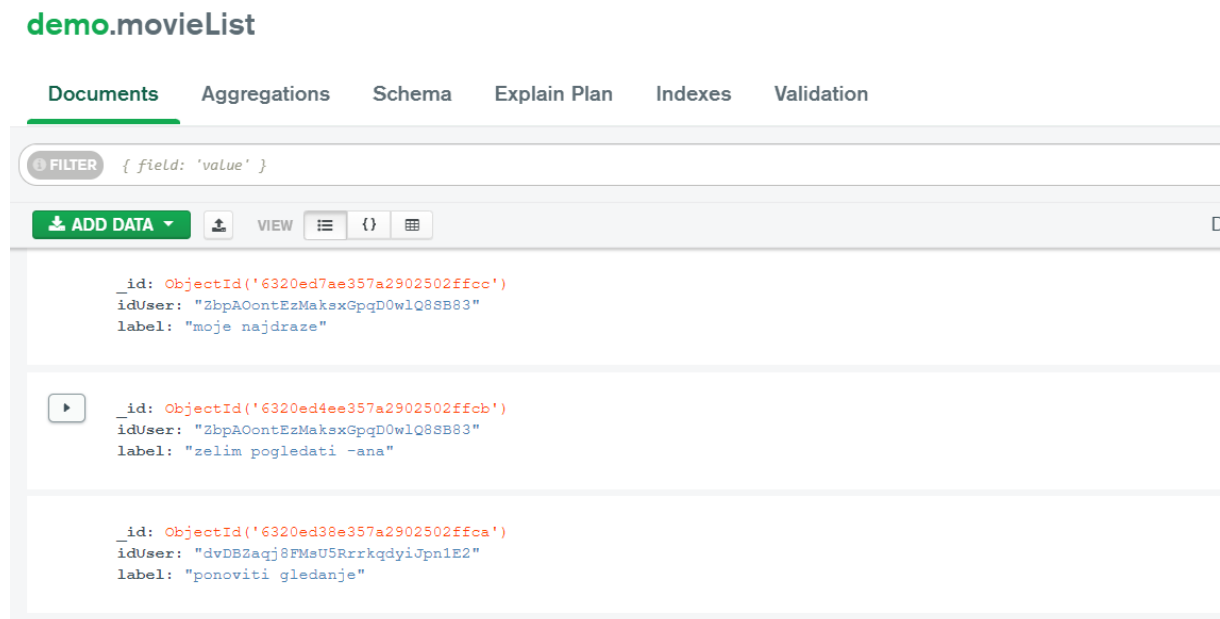 demo.movieList
Documents Aggregations Schema Explain Plan Indexes Validation
FILTER { field: 'value' }
ADD DATA VIEW {}
_id: ObjectId('6320ed7ae357a2902502ffcc')
idUser: "ZbpAOontEzMaksxGpqD0wlQ8SB83"
label: "moje najdraze"
_id: ObjectId('6320ed4ee357a2902502ffcb')
idUser: "ZbpAOontEzMaksxGpqD0wlQ8SB83"
label: "zelim pogledati -ana"
_id: ObjectId('6320ed38e357a2902502ffca')
idUser: "dvDBZaqj8FMsU5RrrkqdyiJpn1E2"
label: "ponoviti gledanje"